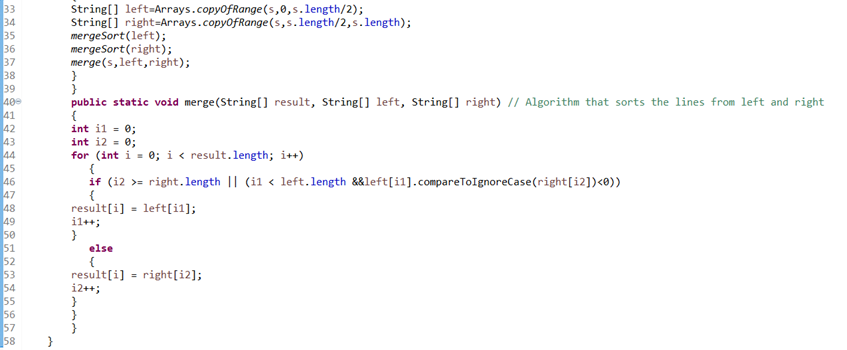 33 String[] left=Arrays.copyOfRange(s,0,s.length/2);
34 String[] right=Arrays.copyOfRange(s,s.length/2,s.length);
35 mergeSort(left);
36 mergeSort(right);
37 merge(s,left,right);
38 }
39 }
40 public static void merge(String[] result, String[] left, String[] right) // Algorithm that sorts the lines from left and right
41 {
42 int i1 = 0;
43 int i2 = 0;
44 for (int i = 0; i < result.length; i++)
45 {
46 if (i2 >= right.length || (i1 < left.length &&left[i1].compareToIgnoreCase(right[i2])<0))
47 {
48 result[i] = left[i1];
49 i1++;
50 }
51 else
52 {
53 result[i] = right[i2];
54 i2++;
55 }
56 }
57 }
58 }